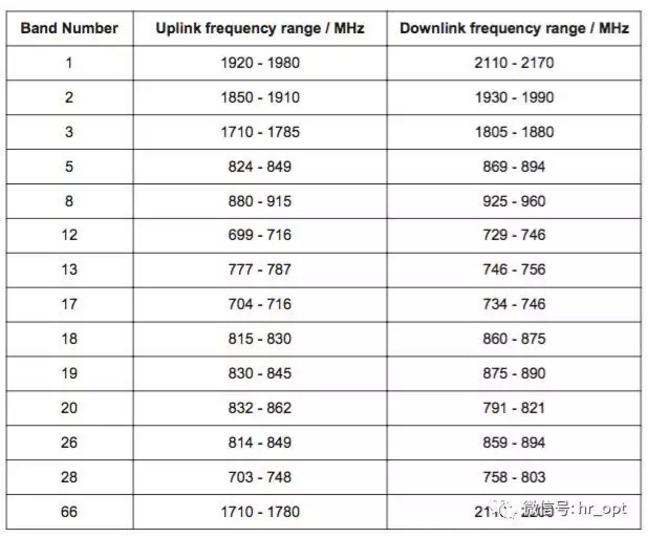 Band Number Uplink frequency range / MHz Downlink frequency range / MHz
1 1920 - 1980 2110 - 2170
2 1850 - 1910 1930 - 1990
3 1710 - 1785 1805 - 1880
5 824 - 849 869 - 894
8 880 - 915 925 - 960
12 699 - 716 729 - 746
13 777 - 787 746 - 756
17 704 - 716 734 - 746
18 815 - 830 860 - 875
19 830 - 845 875 - 890
20 832 - 862 791 - 821
26 814 - 849 859 - 894
28 703 - 748 758 - 803
66 1710 - 1780
微信号: hr_opt